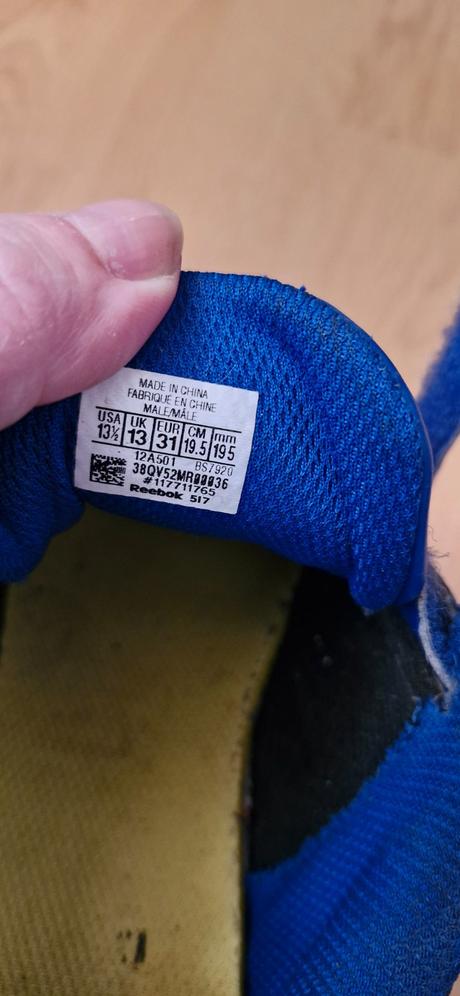 MADE IN CHINA
FABRIQUE EN CHINE
MALE/MÂLE
USA UK EUR CM mm
13½ 13 31 19.5 195
12A501 BS7920
38QV52MR00036
#117711765
Reebok 517